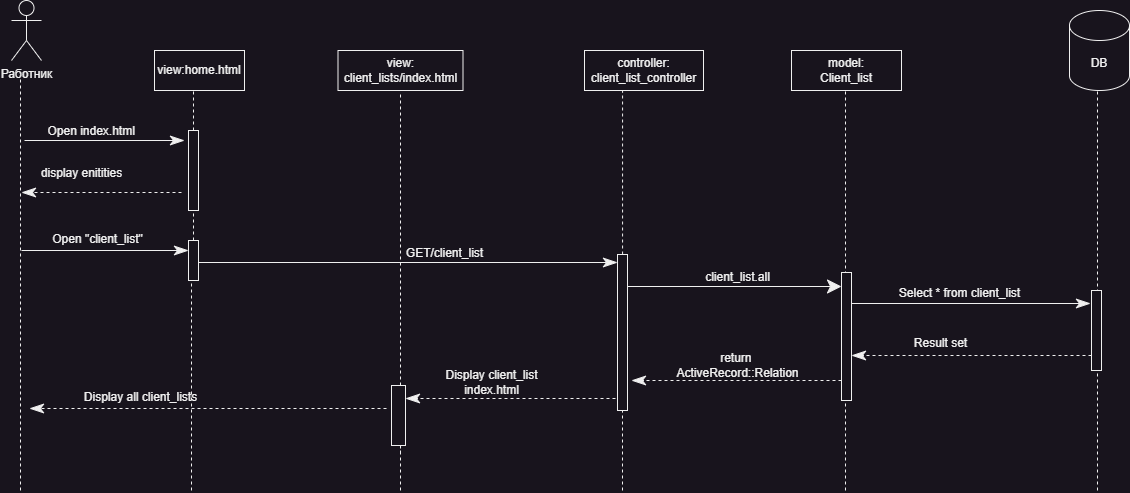 Работник
view:home.html
view:
client_lists/index.html
controller:
client_list_controller
model:
Client_list
DB
Open index.html
display enitities
Open "client_list"
GET/client_list
client_list.all
Select * from client_list
Result set
return
ActiveRecord::Relation
Display client_list
index.html
Display all client_lists